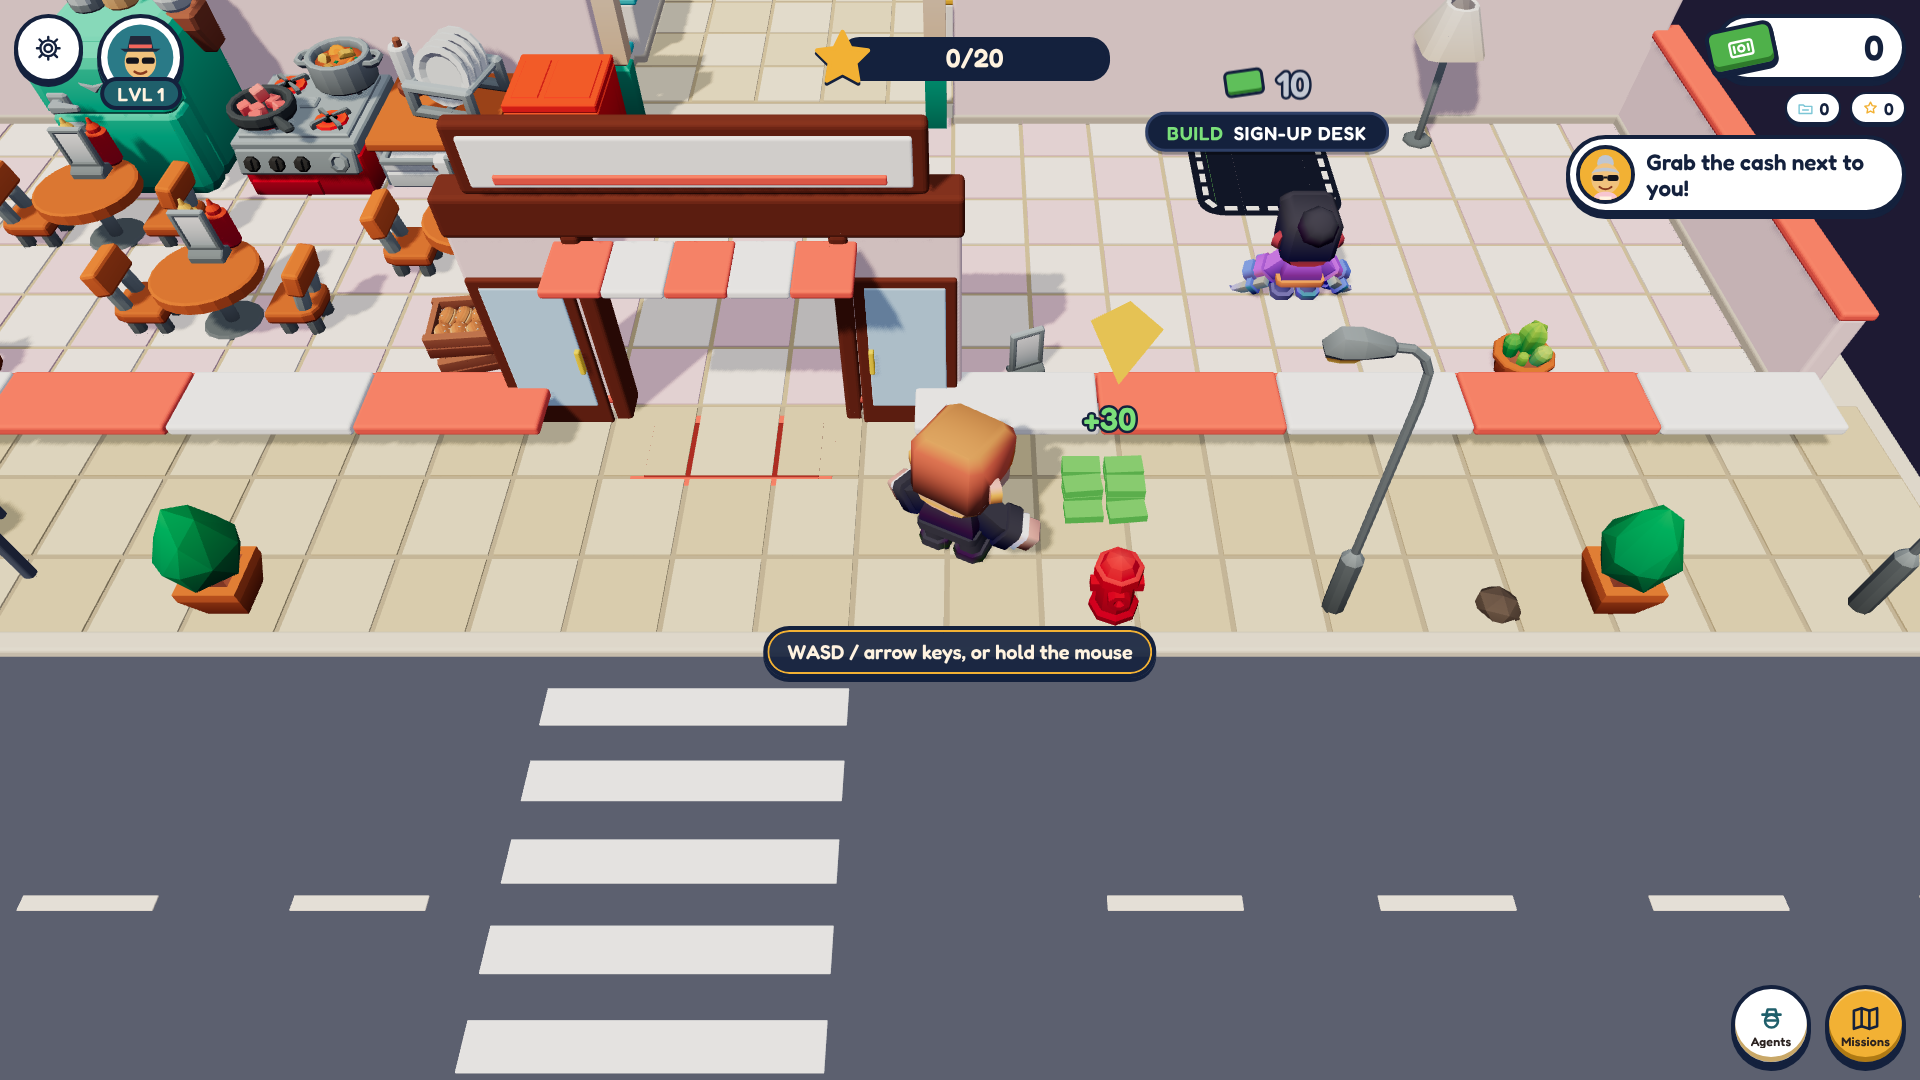 LVL 1
0/20
10
BUILD SIGN-UP DESK
0
0
0
Grab the cash next to
you!
+30
WASD / arrow keys, or hold the mouse
Agents
Missions